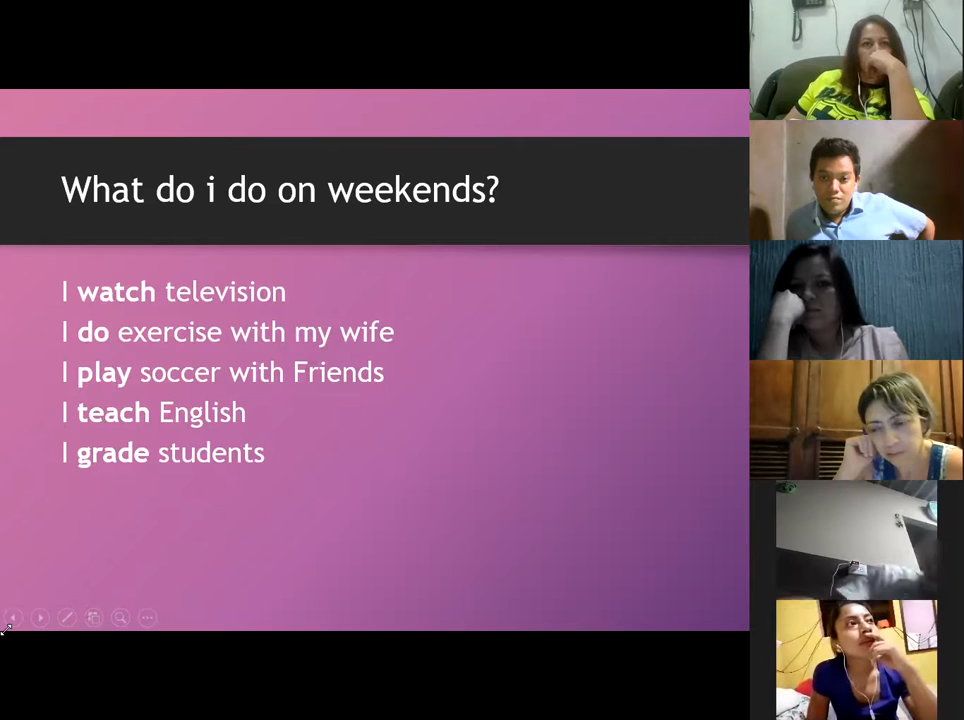 What do i do on weekends?
I watch television
I do exercise with my wife
I play soccer with Friends
I teach English
I grade students